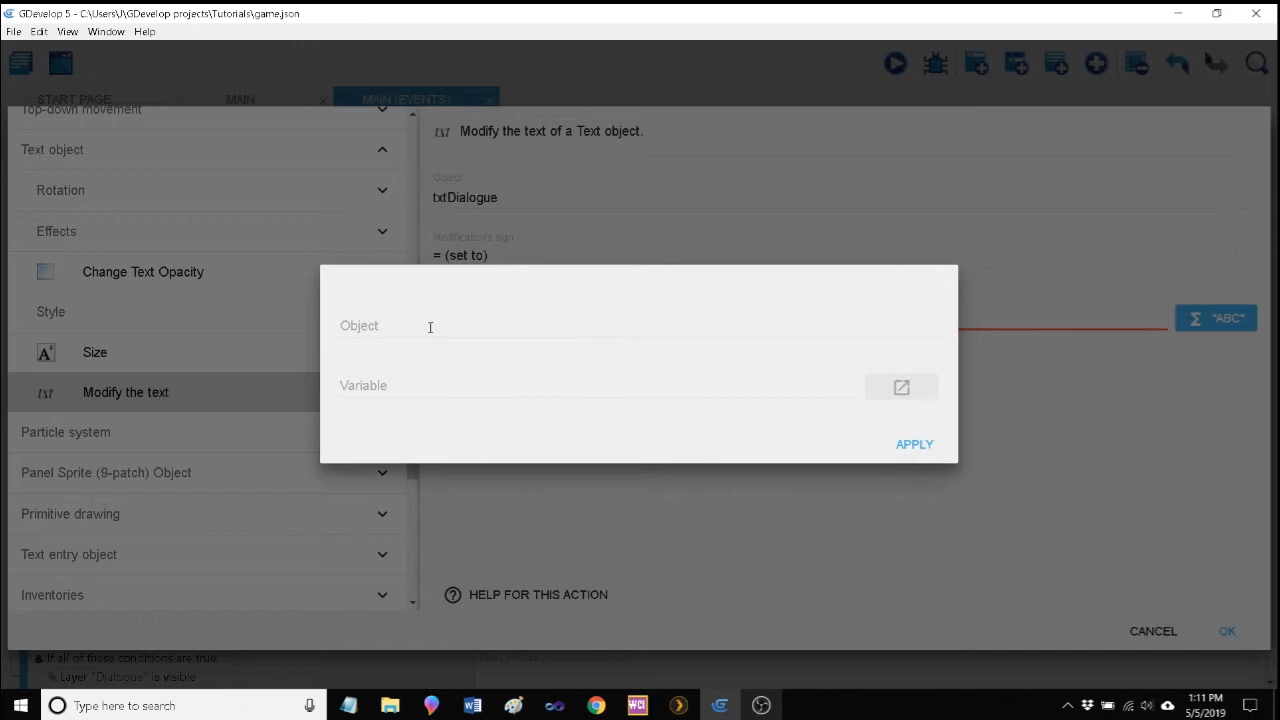 GDevelop 5 - C:\Users\J\GDevelop projects\Tutorials\game.json
File Edit View Window Help
START PAGE
MAIN
MAIN (EVENTS)
Top-down movement
Text object
Rotation
Effects
Change Text Opacity
Style
Size
txt Modify the text
Particle system
Panel Sprite (9-patch) Object
Primitive drawing
Text entry object
Inventories
txt Modify the text of a Text object.
Object
txtDialogue
Modification's sign
= (set to)
Σ "ABC"
Object
Variable
APPLY
? HELP FOR THIS ACTION
CANCEL
OK
& If all of these conditions are true:
Layer "Dialogue" is visible
Type here to search
WCI
1:11 PM
5/5/2019